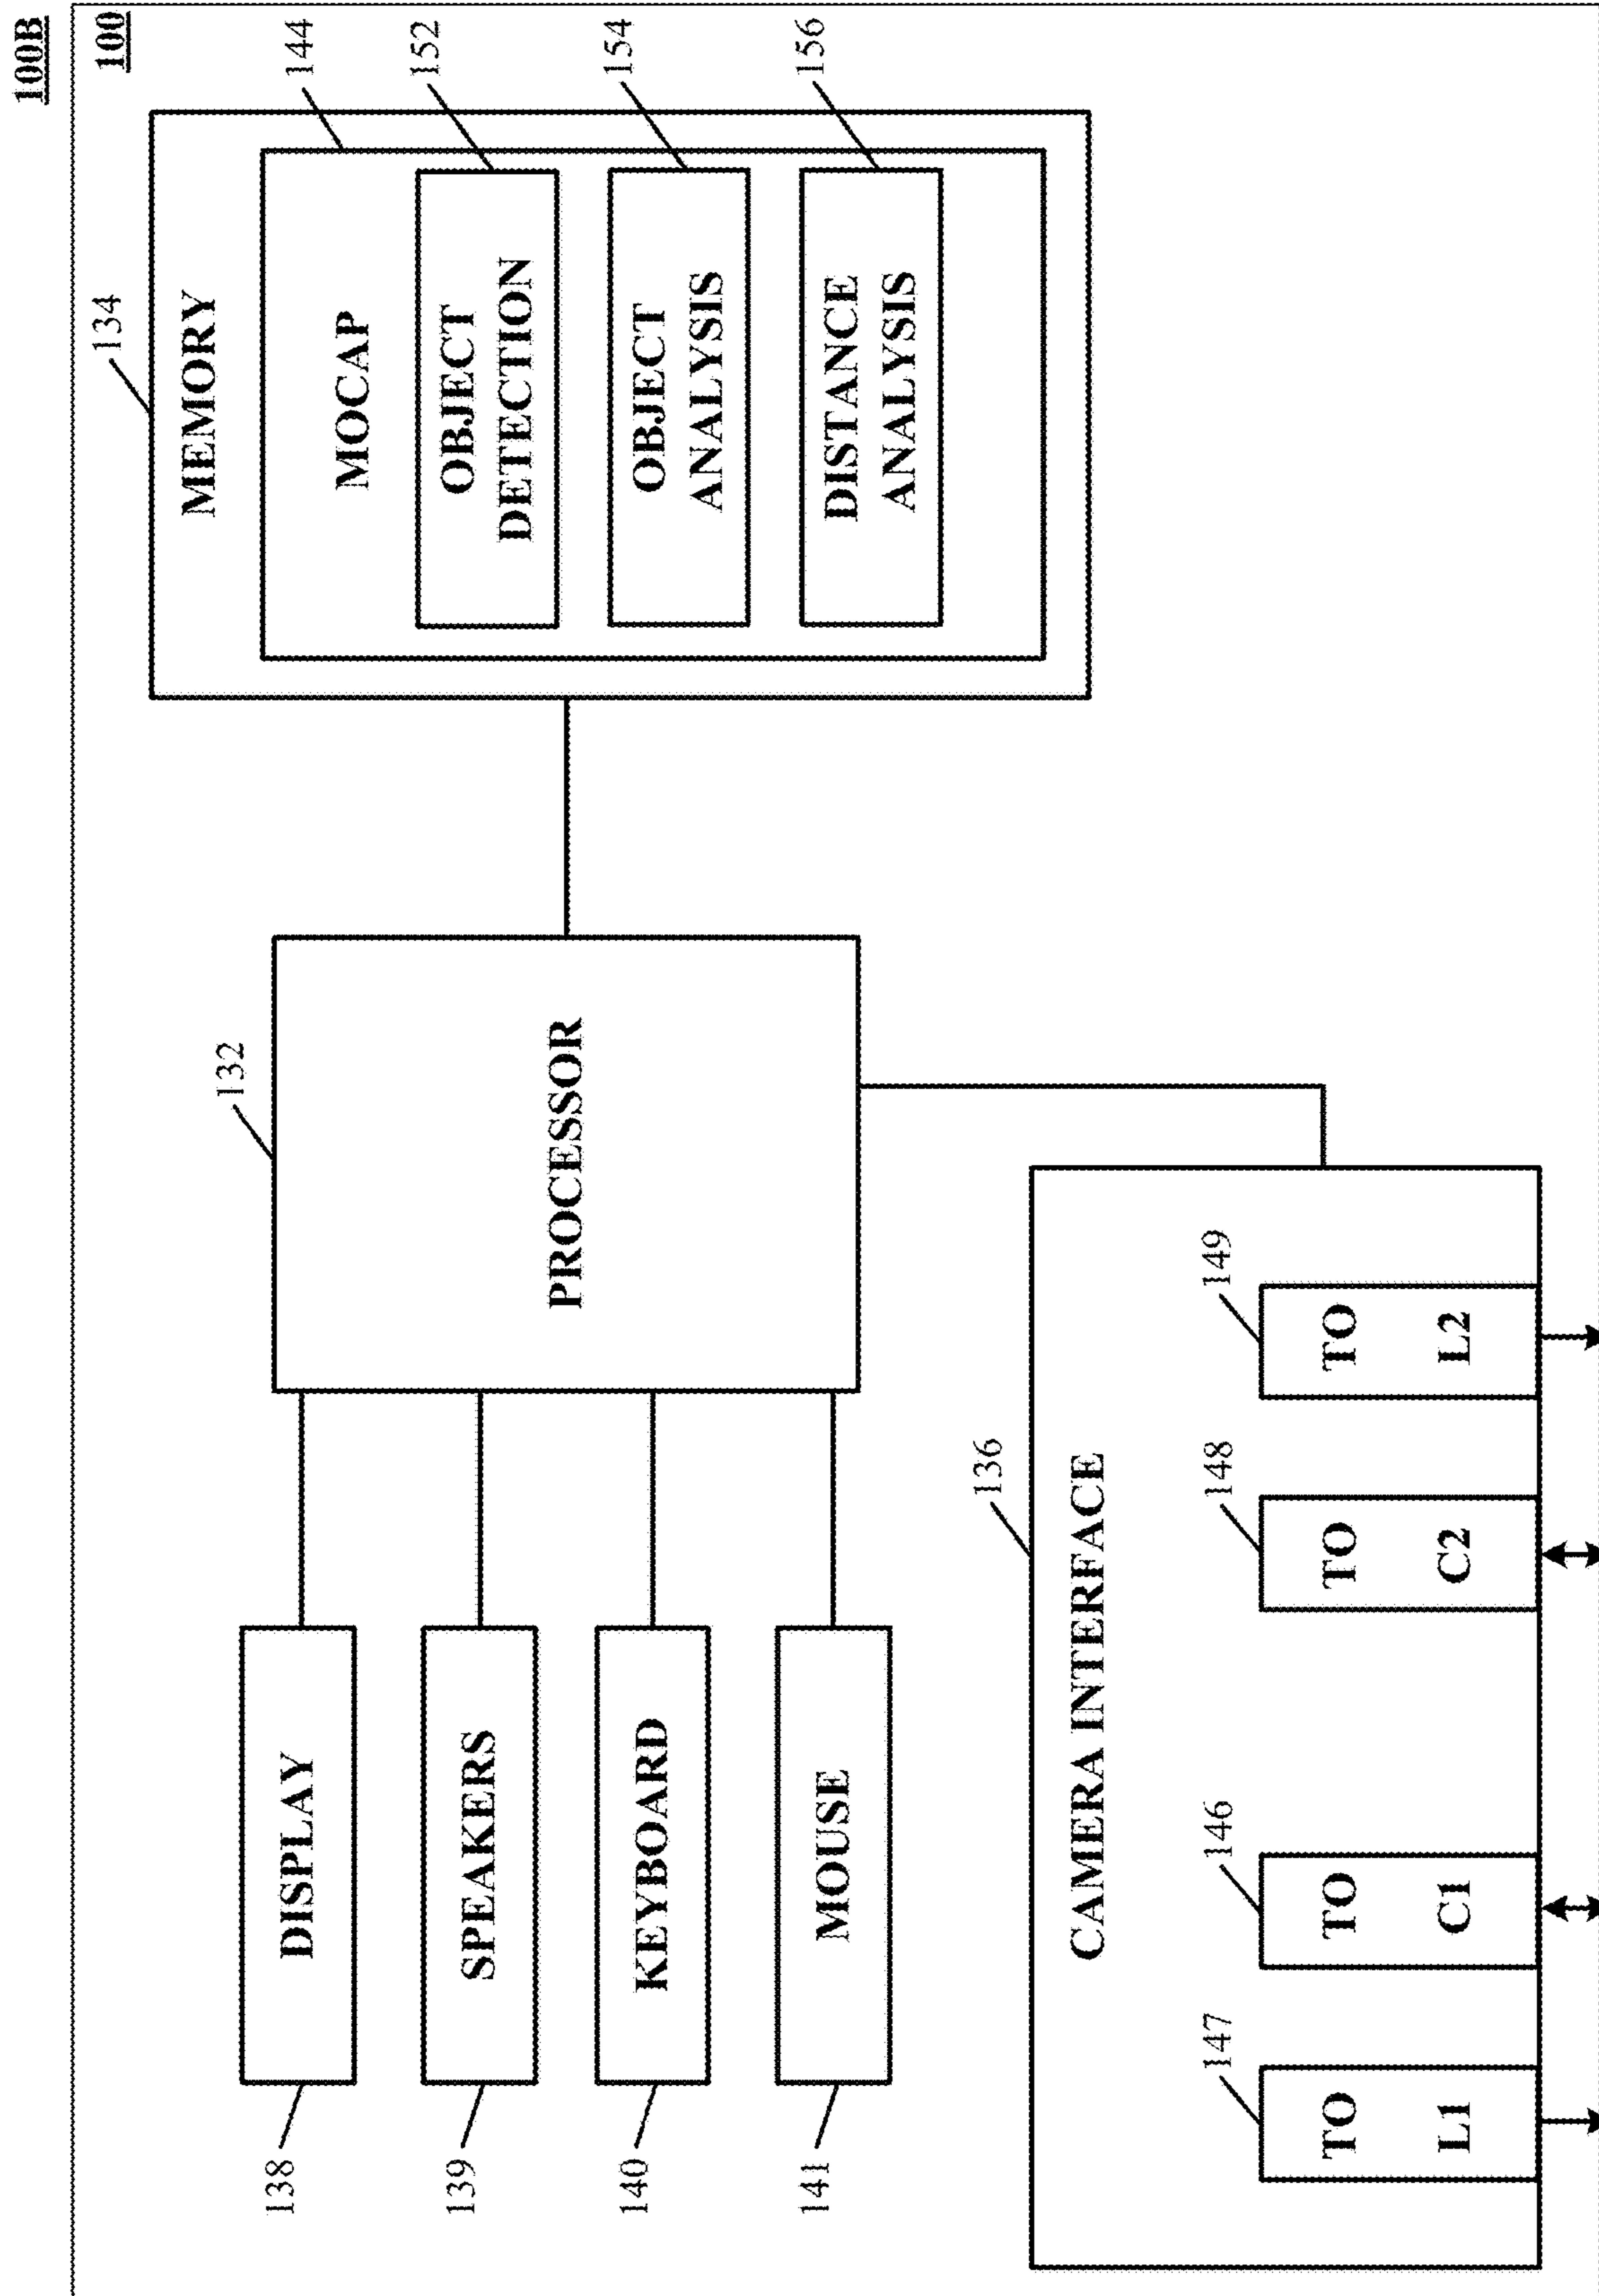 100B
100
134
MEMORY
144
MOCAP
152
OBJECT
DETECTION
154
OBJECT
ANALYSIS
156
DISTANCE
ANALYSIS
132
PROCESSOR
138
DISPLAY
139
SPEAKERS
140
KEYBOARD
141
MOUSE
136
CAMERA INTERFACE
147
TO
L1
146
TO
C1
148
TO
C2
149
TO
L2